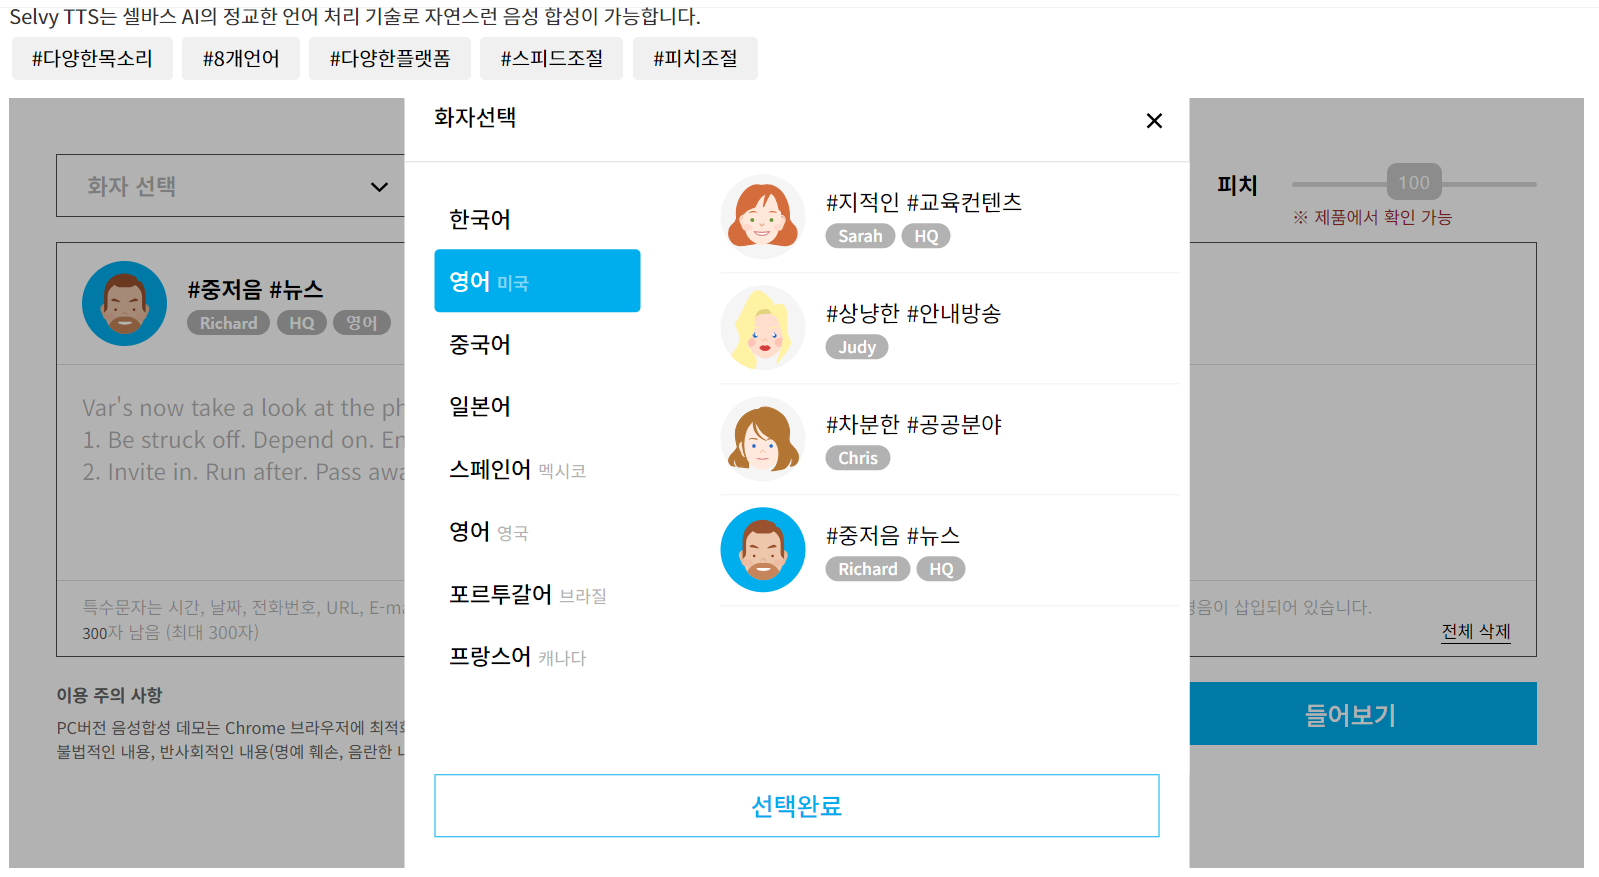 Selvy TTS는 셀바스 AI의 정교한 언어 처리 기술로 자연스런 음성 합성이 가능합니다.
#다양한목소리 #8개언어 #다양한플랫폼 #스피드조절 #피치조절
화자 선택
#중저음 #뉴스
Richard HQ 영어
Var's now take a look at the ph
1. Be struck off. Depend on. En
2. Invite in. Run after. Pass awa
특수문자는 시간, 날짜, 전화번호, URL, E-ma
300자 남음 (최대 300자)
이용 주의 사항
PC버전 음성합성 데모는 Chrome 브라우저에 최적화
불법적인 내용, 반사회적인 내용(명예 훼손, 음란한 내
화자선택
한국어
영어 미국
중국어
일본어
스페인어 멕시코
영어 영국
포르투갈어 브라질
프랑스어 캐나다
#지적인 #교육컨텐츠
Sarah HQ
#상냥한 #안내방송
Judy
#차분한 #공공분야
Chris
#중저음 #뉴스
Richard HQ
선택완료
피치 100
※ 제품에서 확인 가능
명음이 삽입되어 있습니다.
전체 삭제
들어보기